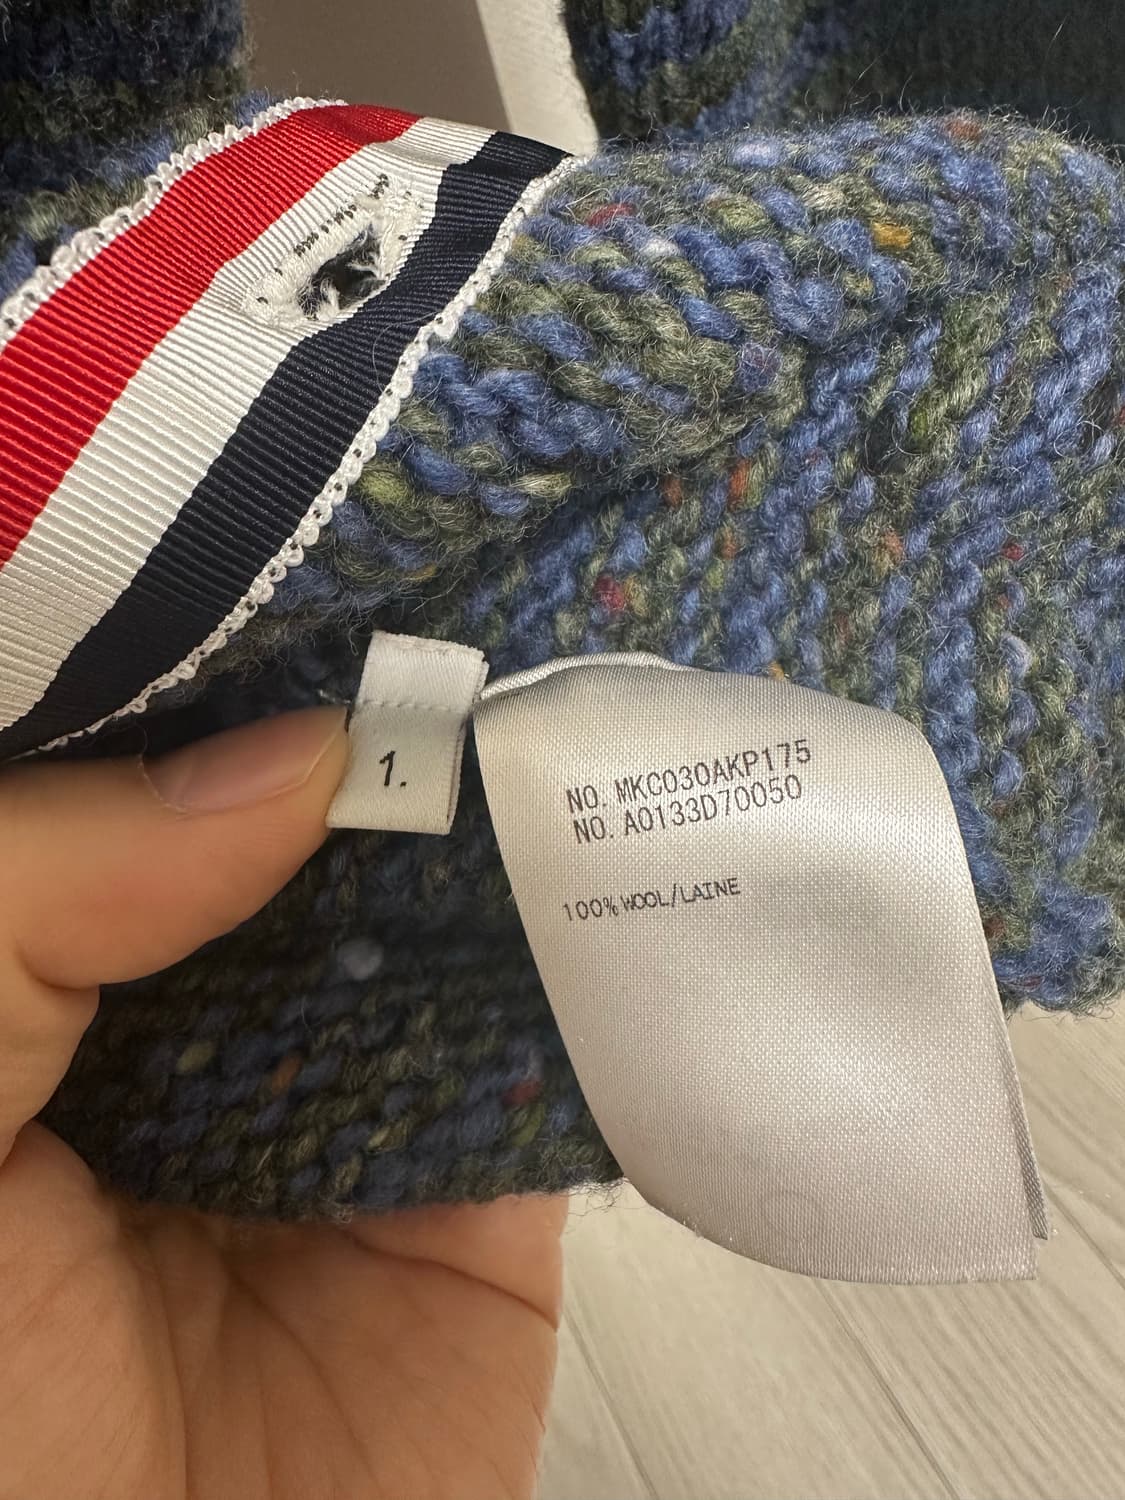 1.
NO. MKC030AKP175
NO. A0133D70050
100% WOOL/LAINE